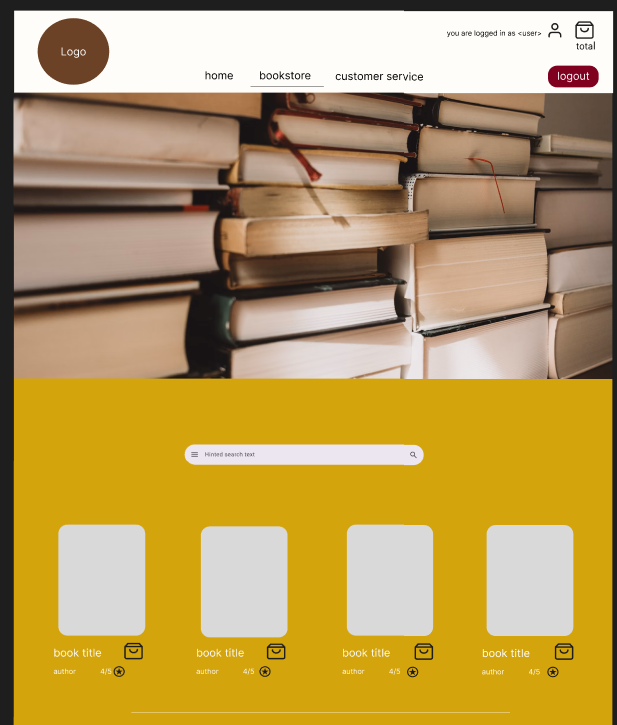 you are logged in as <user>
Logo
total
home bookstore customer service logout
Hinted search text
book title book title book title book title
author 4/5 author 4/5 author 4/5 author 4/5